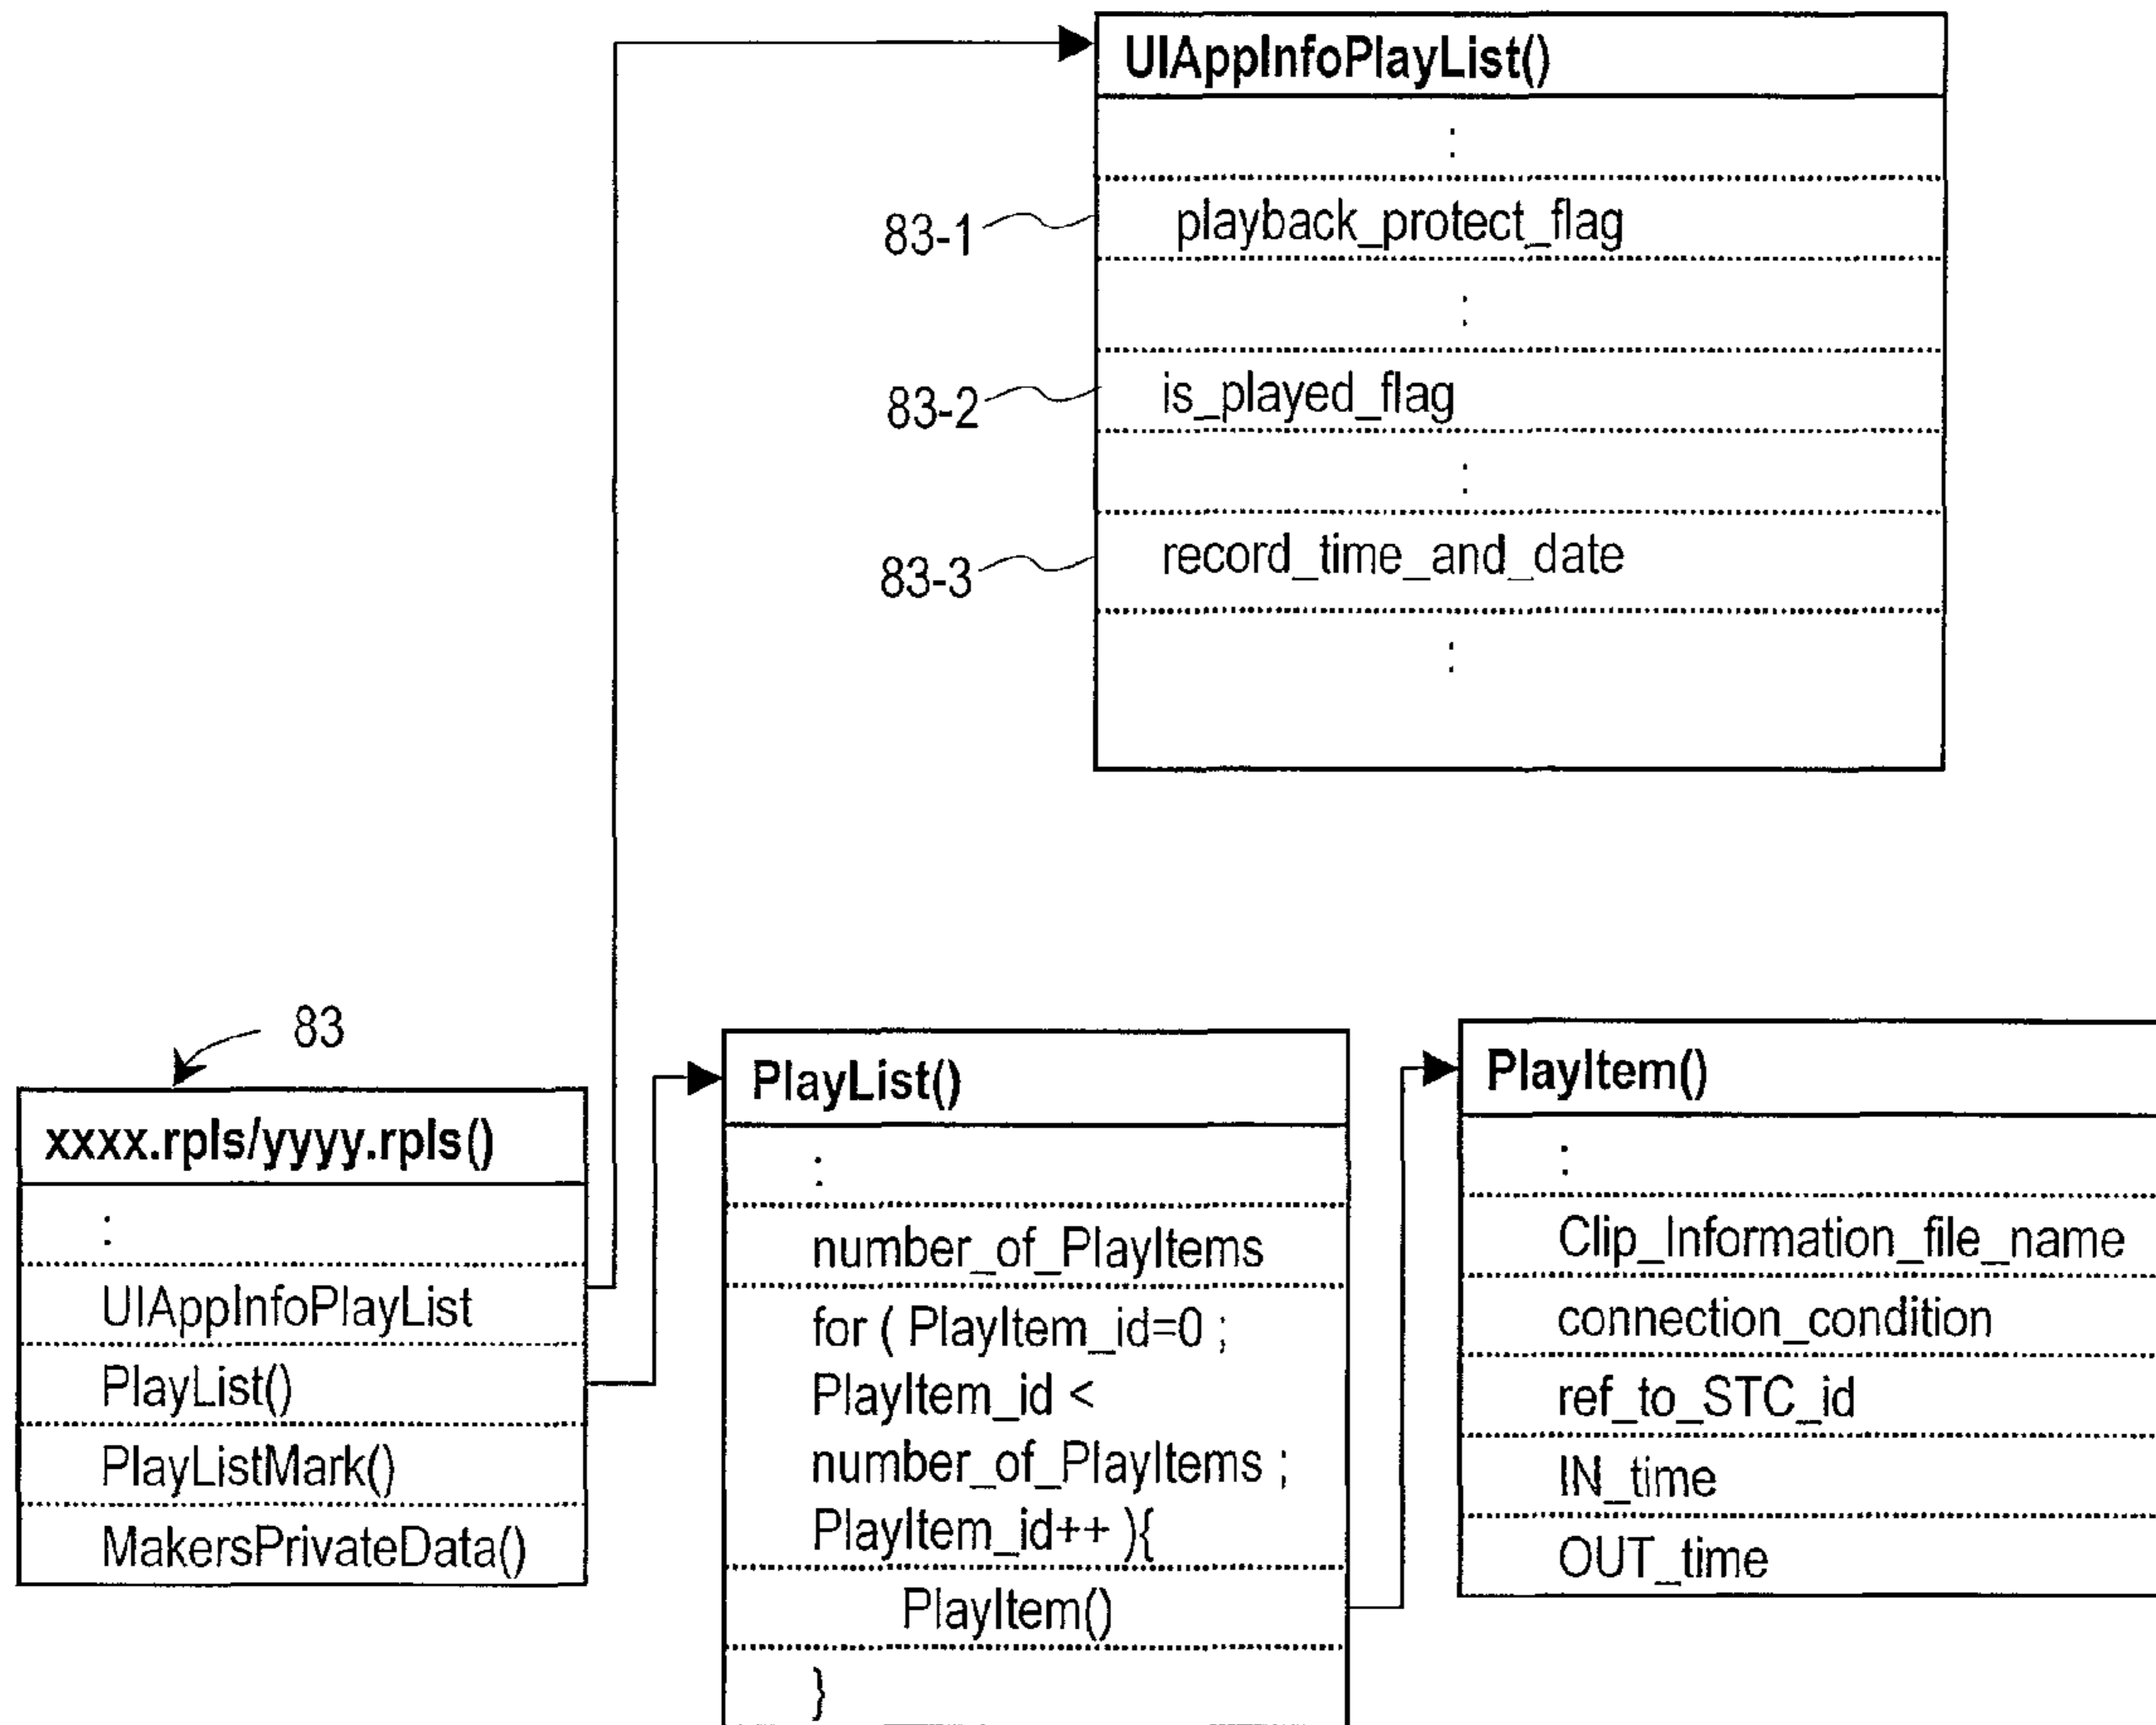 UIAppInfoPlayList()
:
83-1
playback_protect_flag
:
83-2
is_played_flag
:
83-3
record_time_and_date
:
83
xxxx.rpls/yyyy.rpls()
:
UIAppInfoPlayList
PlayList()
PlayListMark()
MakersPrivateData()
PlayList()
:
number_of_PlayItems
for ( PlayItem_id=0 ;
PlayItem_id <
number_of_PlayItems ;
PlayItem_id++ ){
PlayItem()
}
PlayItem()
:
Clip_Information_file_name
connection_condition
ref_to_STC_id
IN_time
OUT_time